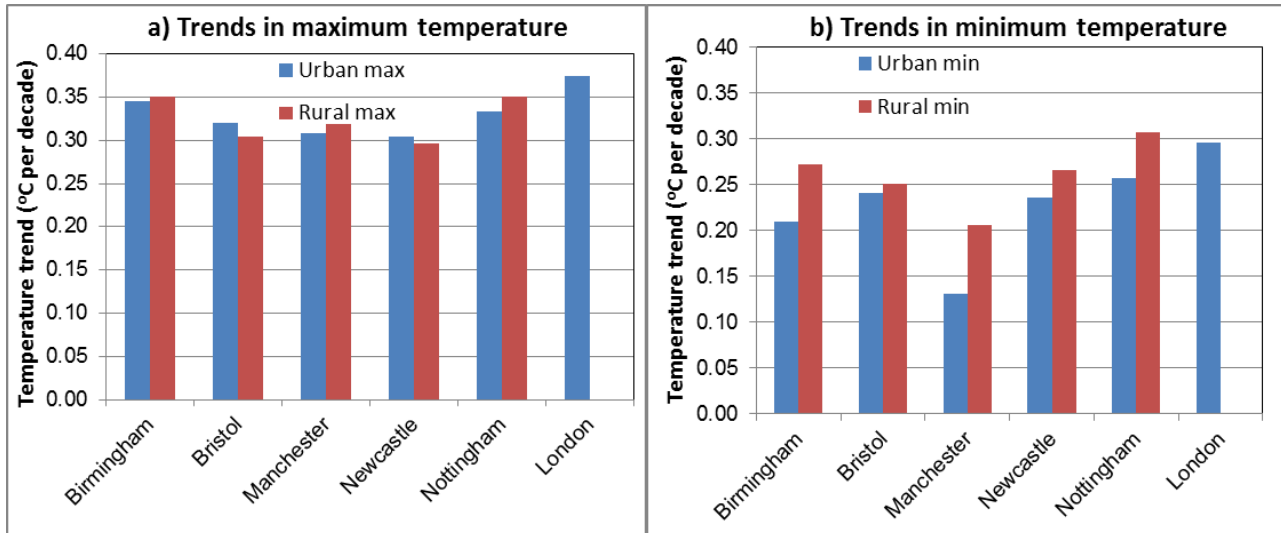 a) Trends in maximum temperature
Temperature trend (°C per decade)
0.40
0.35
0.30
0.25
0.20
0.15
0.10
0.05
0.00
Urban max
Rural max
Birmingham
Bristol
Manchester
Newcastle
Nottingham
London
b) Trends in minimum temperature
Temperature trend (°C per decade)
0.40
0.35
0.30
0.25
0.20
0.15
0.10
0.05
0.00
Urban min
Rural min
Birmingham
Bristol
Manchester
Newcastle
Nottingham
London